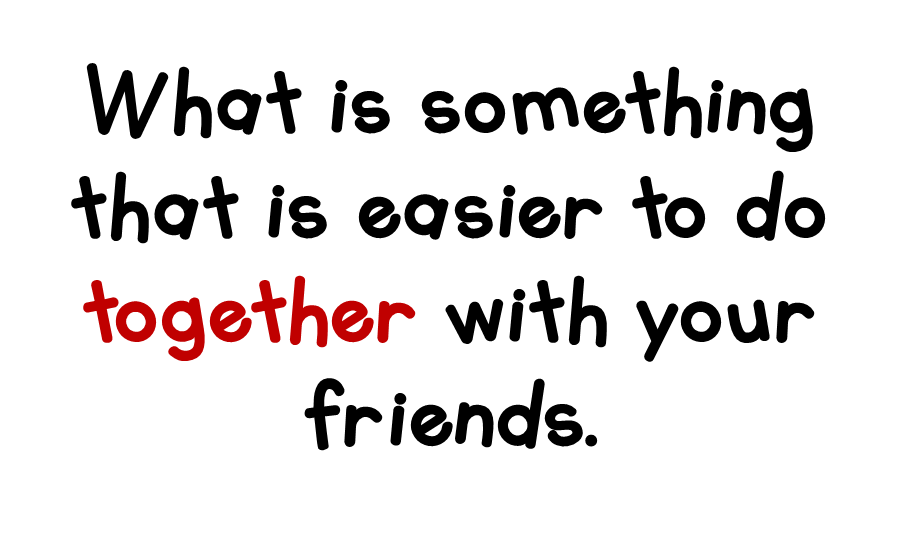 What is something
that is easier to do
together with your
friends.